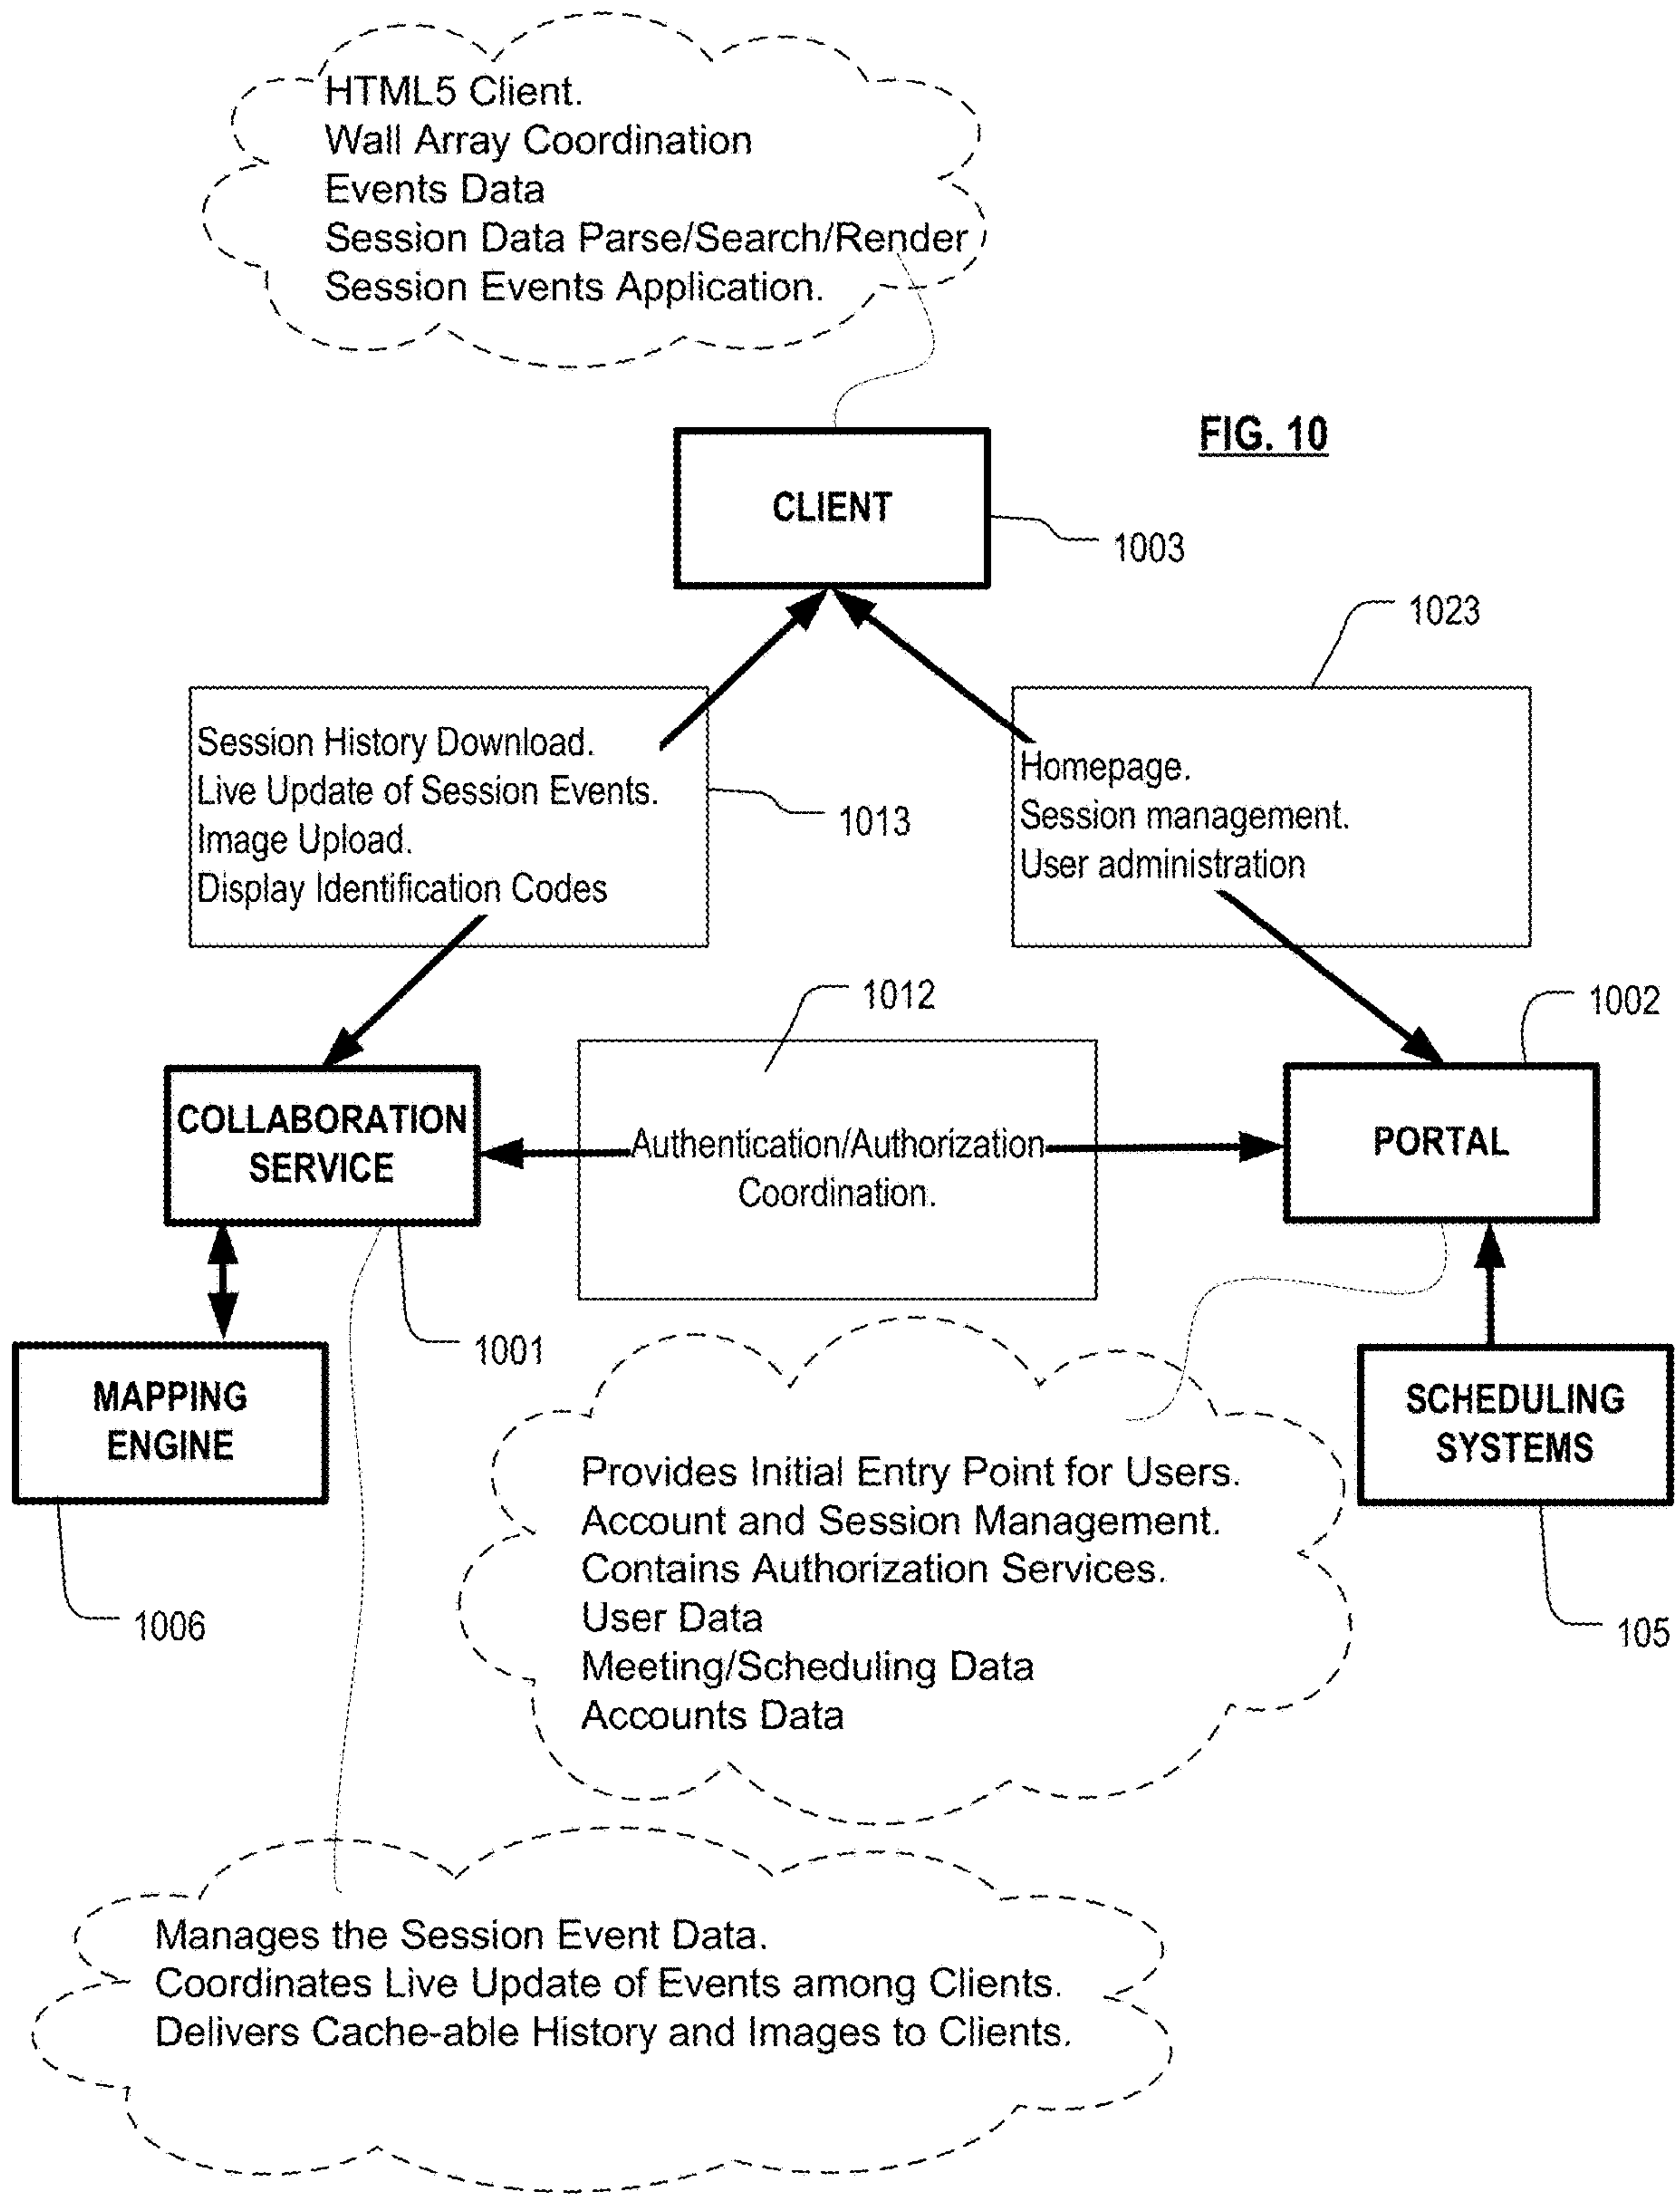 HTML5 Client.
Wall Array Coordination
Events Data
Session Data Parse/Search/Render
Session Events Application.
FIG. 10
CLIENT
1003
1023
Session History Download.
Live Update of Session Events.
Image Upload.
Display Identification Codes
1013
Homepage.
Session management.
User administration
1012
1002
COLLABORATION
SERVICE
Authentication/Authorization
Coordination.
PORTAL
1001
MAPPING
ENGINE
SCHEDULING
SYSTEMS
1006
105
Provides Initial Entry Point for Users.
Account and Session Management.
Contains Authorization Services.
User Data
Meeting/Scheduling Data
Accounts Data
Manages the Session Event Data.
Coordinates Live Update of Events among Clients.
Delivers Cache-able History and Images to Clients.